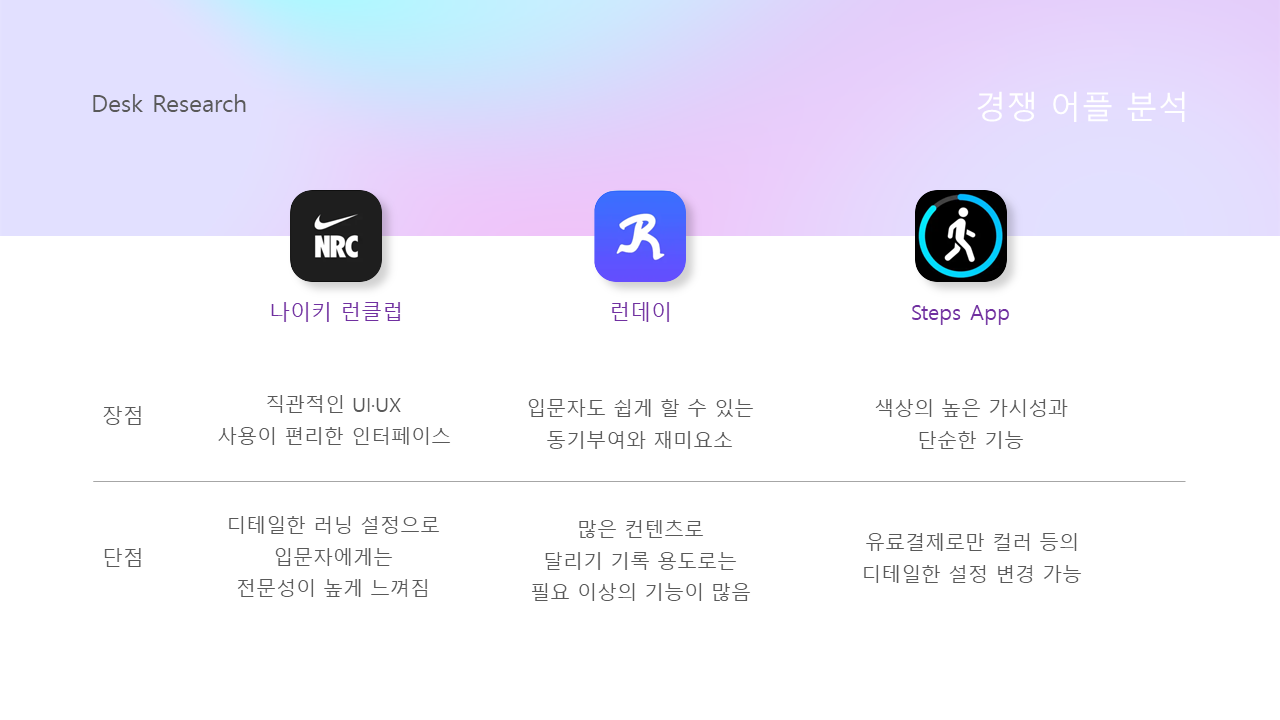 Desk Research
경쟁 어플 분석
NRC
R
나이키 런클럽
런데이
Steps App
장점
직관적인 UI·UX
사용이 편리한 인터페이스
입문자도 쉽게 할 수 있는
동기부여와 재미요소
색상의 높은 가시성과
단순한 기능
단점
디테일한 러닝 설정으로
입문자에게는
전문성이 높게 느껴짐
많은 컨텐츠로
달리기 기록 용도로는
필요 이상의 기능이 많음
유료결제로만 컬러 등의
디테일한 설정 변경 가능